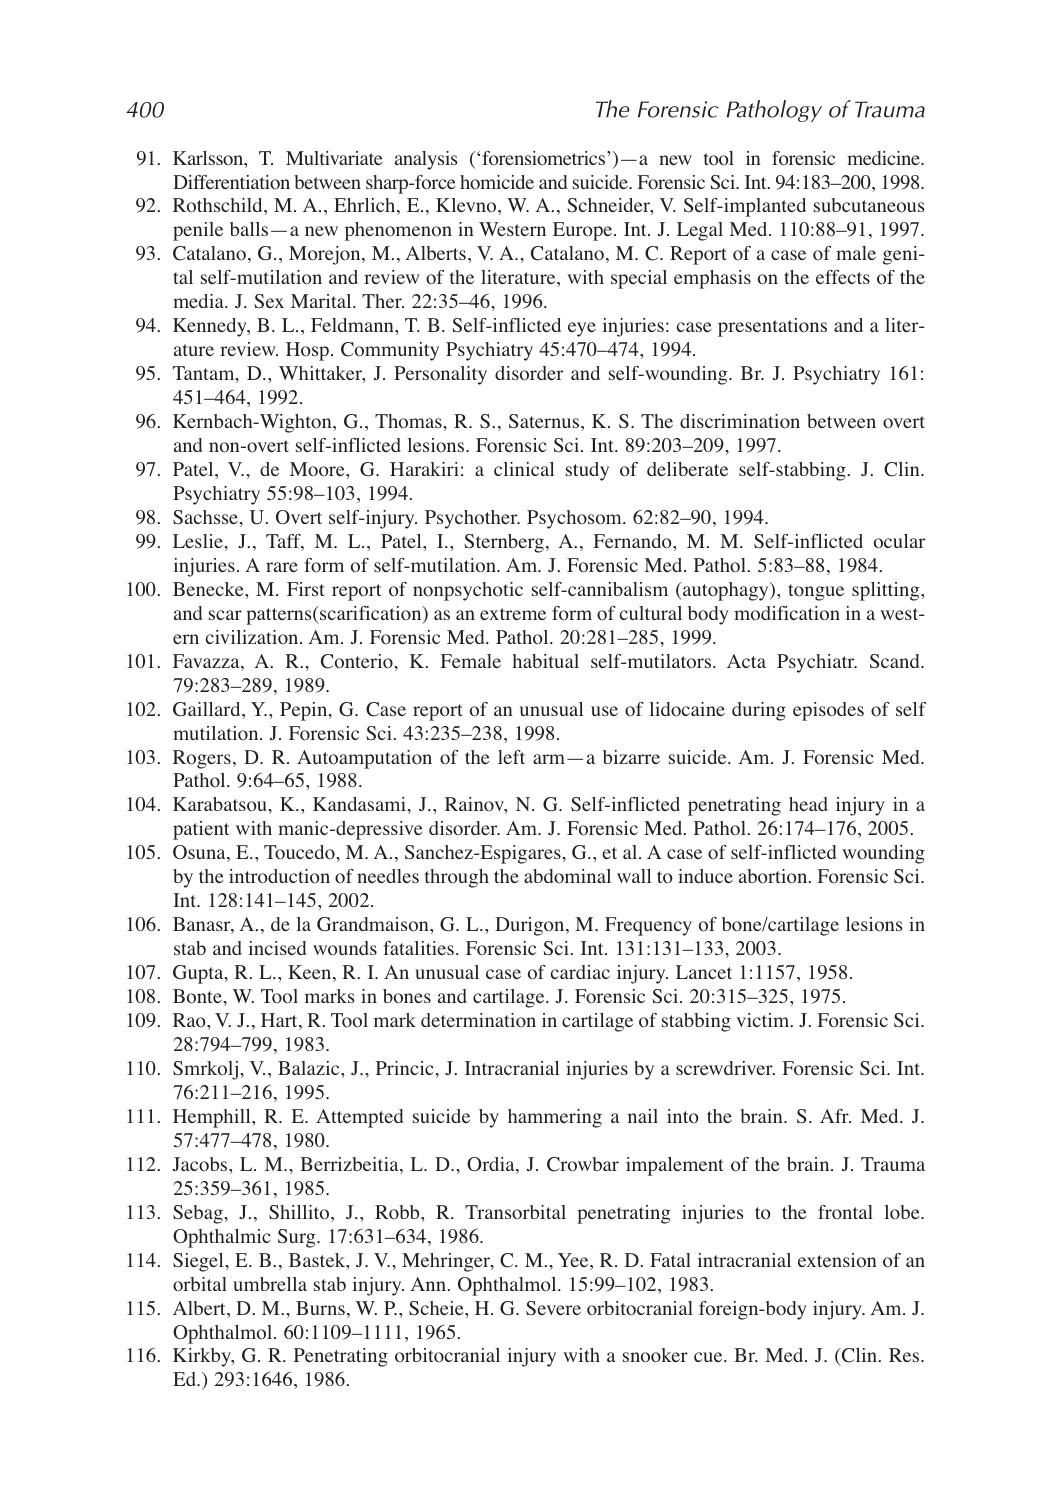 400 The Forensic Pathology of Trauma
91. Karlsson, T. Multivariate analysis (‘forensiometrics’)—a new tool in forensic medicine.
Differentiation between sharp-force homicide and suicide. Forensic Sci. Int. 94:183–200, 1998.
92. Rothschild, M. A., Ehrlich, E., Klevno, W. A., Schneider, V. Self-implanted subcutaneous
penile balls—a new phenomenon in Western Europe. Int. J. Legal Med. 110:88–91, 1997.
93. Catalano, G., Morejon, M., Alberts, V. A., Catalano, M. C. Report of a case of male geni-
tal self-mutilation and review of the literature, with special emphasis on the effects of the
media. J. Sex Marital. Ther. 22:35–46, 1996.
94. Kennedy, B. L., Feldmann, T. B. Self-inflicted eye injuries: case presentations and a liter-
ature review. Hosp. Community Psychiatry 45:470–474, 1994.
95. Tantam, D., Whittaker, J. Personality disorder and self-wounding. Br. J. Psychiatry 161:
451–464, 1992.
96. Kernbach-Wighton, G., Thomas, R. S., Saternus, K. S. The discrimination between overt
and non-overt self-inflicted lesions. Forensic Sci. Int. 89:203–209, 1997.
97. Patel, V., de Moore, G. Harakiri: a clinical study of deliberate self-stabbing. J. Clin.
Psychiatry 55:98–103, 1994.
98. Sachsse, U. Overt self-injury. Psychother. Psychosom. 62:82–90, 1994.
99. Leslie, J., Taff, M. L., Patel, I., Sternberg, A., Fernando, M. M. Self-inflicted ocular
injuries. A rare form of self-mutilation. Am. J. Forensic Med. Pathol. 5:83–88, 1984.
100. Benecke, M. First report of nonpsychotic self-cannibalism (autophagy), tongue splitting,
and scar patterns(scarification) as an extreme form of cultural body modification in a west-
ern civilization. Am. J. Forensic Med. Pathol. 20:281–285, 1999.
101. Favazza, A. R., Conterio, K. Female habitual self-mutilators. Acta Psychiatr. Scand.
79:283–289, 1989.
102. Gaillard, Y., Pepin, G. Case report of an unusual use of lidocaine during episodes of self
mutilation. J. Forensic Sci. 43:235–238, 1998.
103. Rogers, D. R. Autoamputation of the left arm—a bizarre suicide. Am. J. Forensic Med.
Pathol. 9:64–65, 1988.
104. Karabatsou, K., Kandasami, J., Rainov, N. G. Self-inflicted penetrating head injury in a
patient with manic-depressive disorder. Am. J. Forensic Med. Pathol. 26:174–176, 2005.
105. Osuna, E., Toucedo, M. A., Sanchez-Espigares, G., et al. A case of self-inflicted wounding
by the introduction of needles through the abdominal wall to induce abortion. Forensic Sci.
Int. 128:141–145, 2002.
106. Banasr, A., de la Grandmaison, G. L., Durigon, M. Frequency of bone/cartilage lesions in
stab and incised wounds fatalities. Forensic Sci. Int. 131:131–133, 2003.
107. Gupta, R. L., Keen, R. I. An unusual case of cardiac injury. Lancet 1:1157, 1958.
108. Bonte, W. Tool marks in bones and cartilage. J. Forensic Sci. 20:315–325, 1975.
109. Rao, V. J., Hart, R. Tool mark determination in cartilage of stabbing victim. J. Forensic Sci.
28:794–799, 1983.
110. Smrkolj, V., Balazic, J., Princic, J. Intracranial injuries by a screwdriver. Forensic Sci. Int.
76:211–216, 1995.
111. Hemphill, R. E. Attempted suicide by hammering a nail into the brain. S. Afr. Med. J.
57:477–478, 1980.
112. Jacobs, L. M., Berrizbeitia, L. D., Ordia, J. Crowbar impalement of the brain. J. Trauma
25:359–361, 1985.
113. Sebag, J., Shillito, J., Robb, R. Transorbital penetrating injuries to the frontal lobe.
Ophthalmic Surg. 17:631–634, 1986.
114. Siegel, E. B., Bastek, J. V., Mehringer, C. M., Yee, R. D. Fatal intracranial extension of an
orbital umbrella stab injury. Ann. Ophthalmol. 15:99–102, 1983.
115. Albert, D. M., Burns, W. P., Scheie, H. G. Severe orbitocranial foreign-body injury. Am. J.
Ophthalmol. 60:1109–1111, 1965.
116. Kirkby, G. R. Penetrating orbitocranial injury with a snooker cue. Br. Med. J. (Clin. Res.
Ed.) 293:1646, 1986.